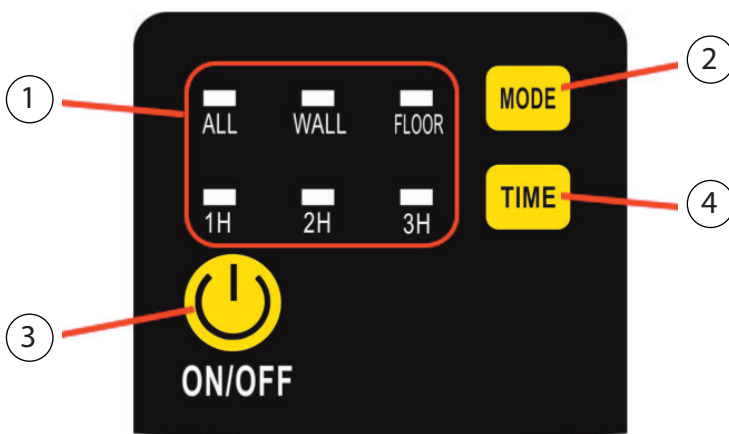 1
ALL WALL FLOOR
MODE
2
1H 2H 3H
TIME
4
3
ON/OFF